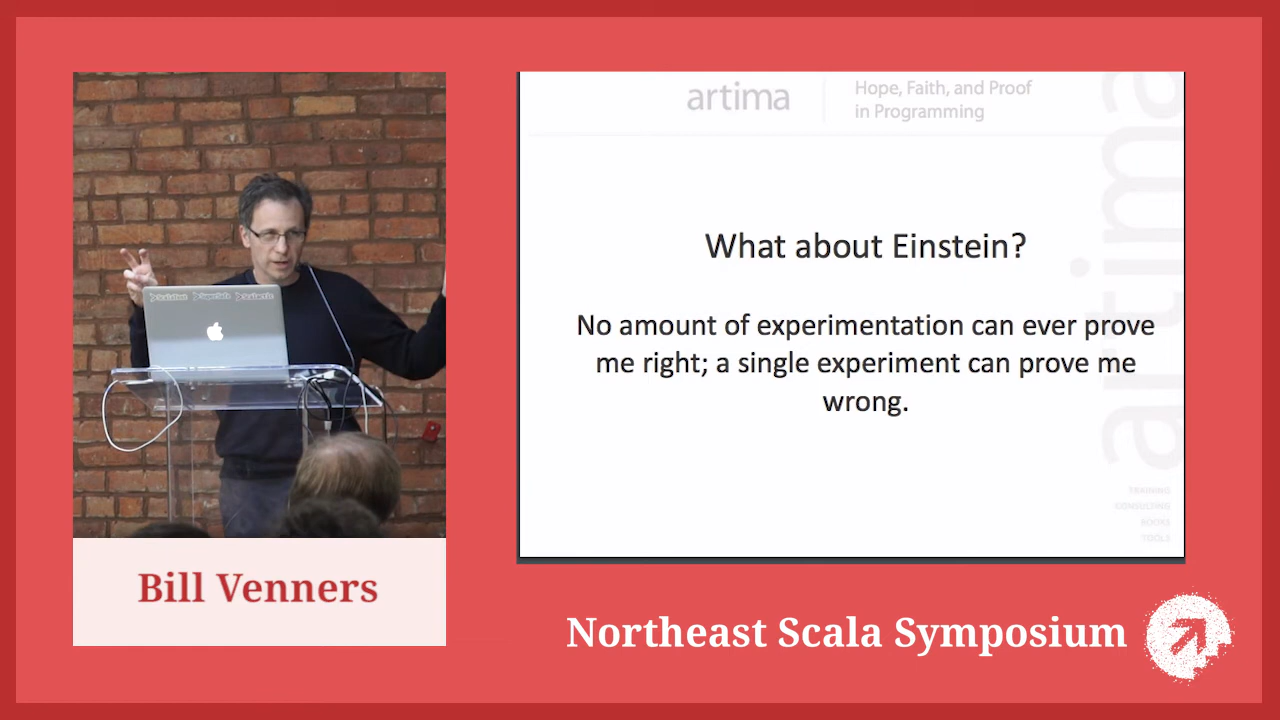 artima
Hope, Faith, and Proof
in Programming
What about Einstein?
No amount of experimentation can ever prove
me right; a single experiment can prove me
wrong.
artima
TRAINING
CONSULTING
BOOKS
TOOLS
Bill Venners
Northeast Scala Symposium